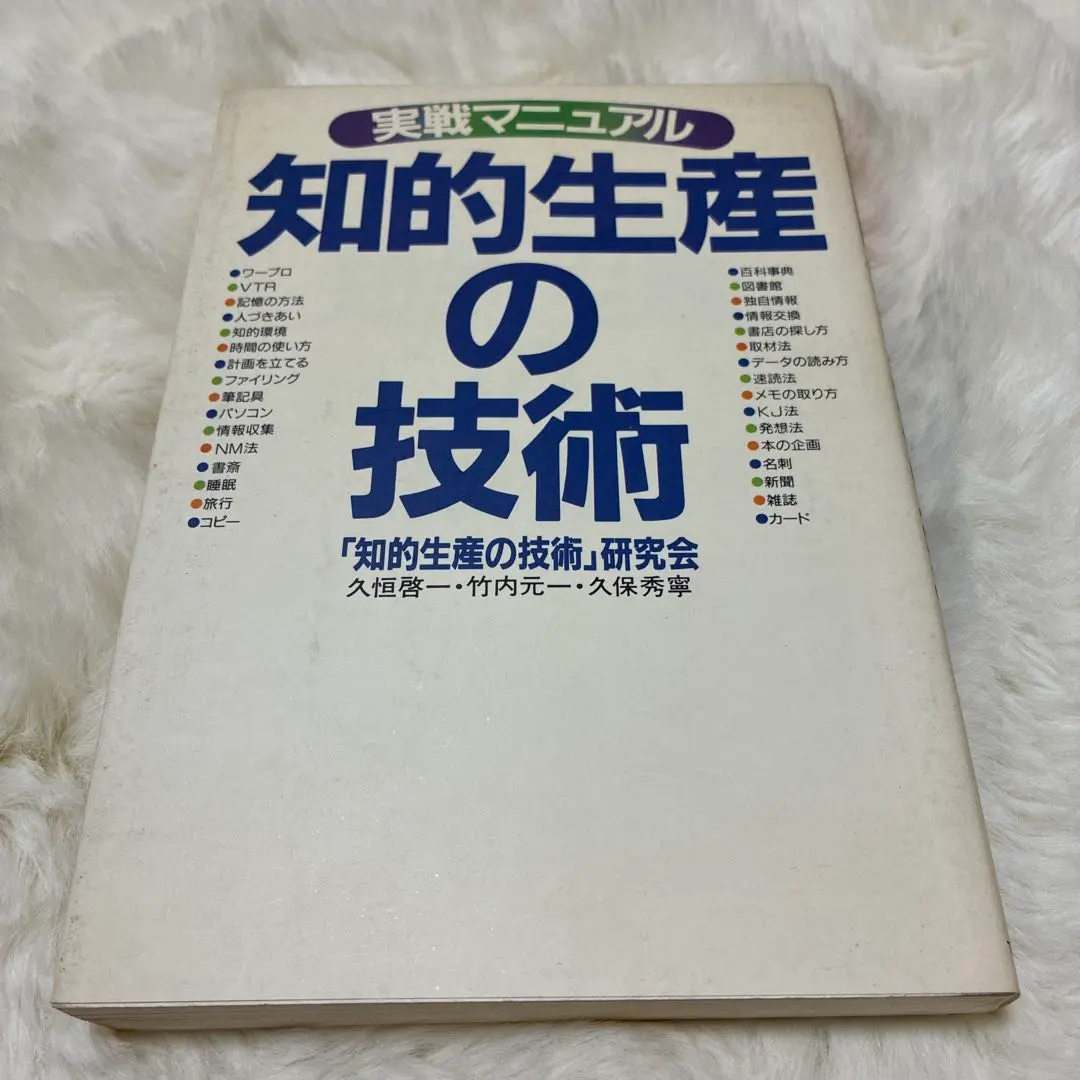 実戦マニュアル
知的生産
の
技術
「知的生産の技術」研究会
久恒啓一・竹内元一・久保秀寧
●ワープロ
●VTR
●記憶の方法
●人づきあい
●知的環境
●時間の使い方
●計画を立てる
●ファイリング
●筆記具
●パソコン
●情報収集
●NM法
●書斎
●睡眠
●旅行
●コピー
●百科事典
●図書館
●独自情報
●情報交換
●書店の探し方
●取材法
●データの読み方
●速読法
●メモの取り方
●KJ法
●発想法
●本の企画
●名刺
●新聞
●雑誌
●カード